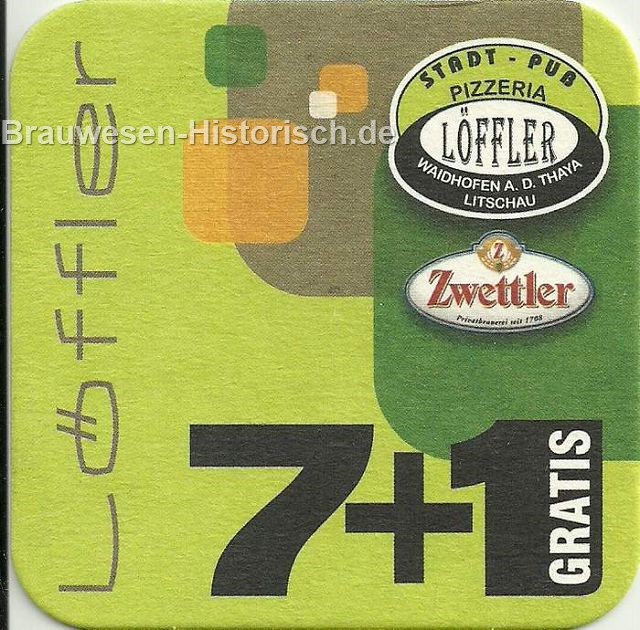 Löffler
STADT - PUB
PIZZERIA
LÖFFLER
WAIDHOFEN A. D. THAYA
LITSCHAU
Brauwesen-Historisch.de
Z
Zwettler
Privatbrauerei seit 1708
7+1
GRATIS